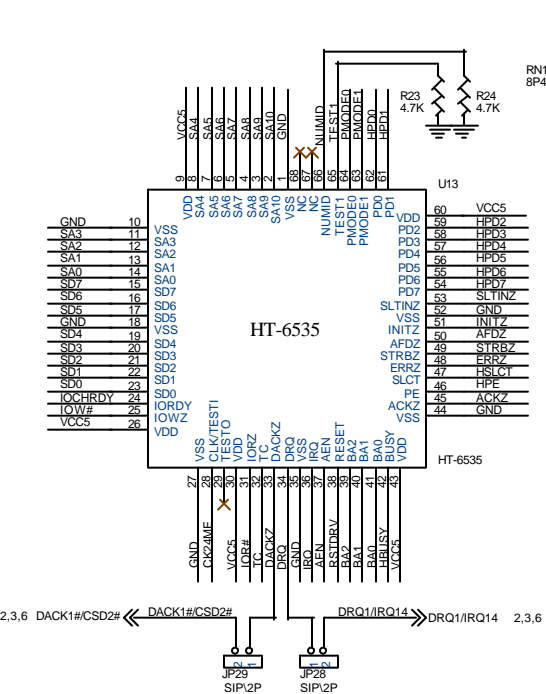 RN1
8P4
R23
4.7K
R24
4.7K
VCC5
SA4
SA5
SA6
SA7
SA8
SA9
SA10
GND
NUMID
TEST1
PMODE0
PMODE1
HPD0
HPD1
9
8
7
6
5
4
3
2
1
68
67
66
65
64
63
62
61
VDD
SA4
SA5
SA6
SA7
SA8
SA9
SA10
VSS
NC
NC
NUMID
TEST1
PMODE0
PMODE1
PD0
PD1
U13
GND 10 VSS
SA3 11 SA3
SA2 12 SA2
SA1 13 SA1
SA0 14 SA0
SD7 15 SD7
SD6 16 SD6
SD5 17 SD5
GND 18 VSS
SD4 19 SD4
SD3 20 SD3
SD2 21 SD2
SD1 22 SD1
SD0 23 SD0
IOCHRDY 24 IORDY
IOW# 25 IOWZ
VCC5 26 VDD
HT-6535
VDD 60 VCC5
PD2 59 HPD2
PD3 58 HPD3
PD4 57 HPD4
PD5 56 HPD5
PD6 55 HPD6
PD7 54 HPD7
SLTINZ 53 SLTINZ
VSS 52 GND
INITZ 51 INITZ
AFDZ 50 AFDZ
STRBZ 49 STRBZ
ERRZ 48 ERRZ
SLCT 47 HSLCT
PE 46 HPE
ACKZ 45 ACKZ
VSS 44 GND
HT-6535
VSS
CLK/TESTI
TESTO
VDD
IORZ
TC
DACKZ
DRQ
VSS
IRQ
AEN
RESET
BA2
BA1
BA0
BUSY
VDD
27
28
29
30
31
32
33
34
35
36
37
38
39
40
41
42
43
GND
VCC5
IOR#
TC
DACKZ
DRQ
GND
IRQ
AEN
RSTDRV
BA2
BA1
BA0
HBUSY
VCC5
2,3,6 DACK1#/CSD2# DACK1#/CSD2#
DRQ1/IRQ14 DRQ1/IRQ14 2,3,6
2 1
1 2
JP29
SIP\2P
JP28
SIP\2P